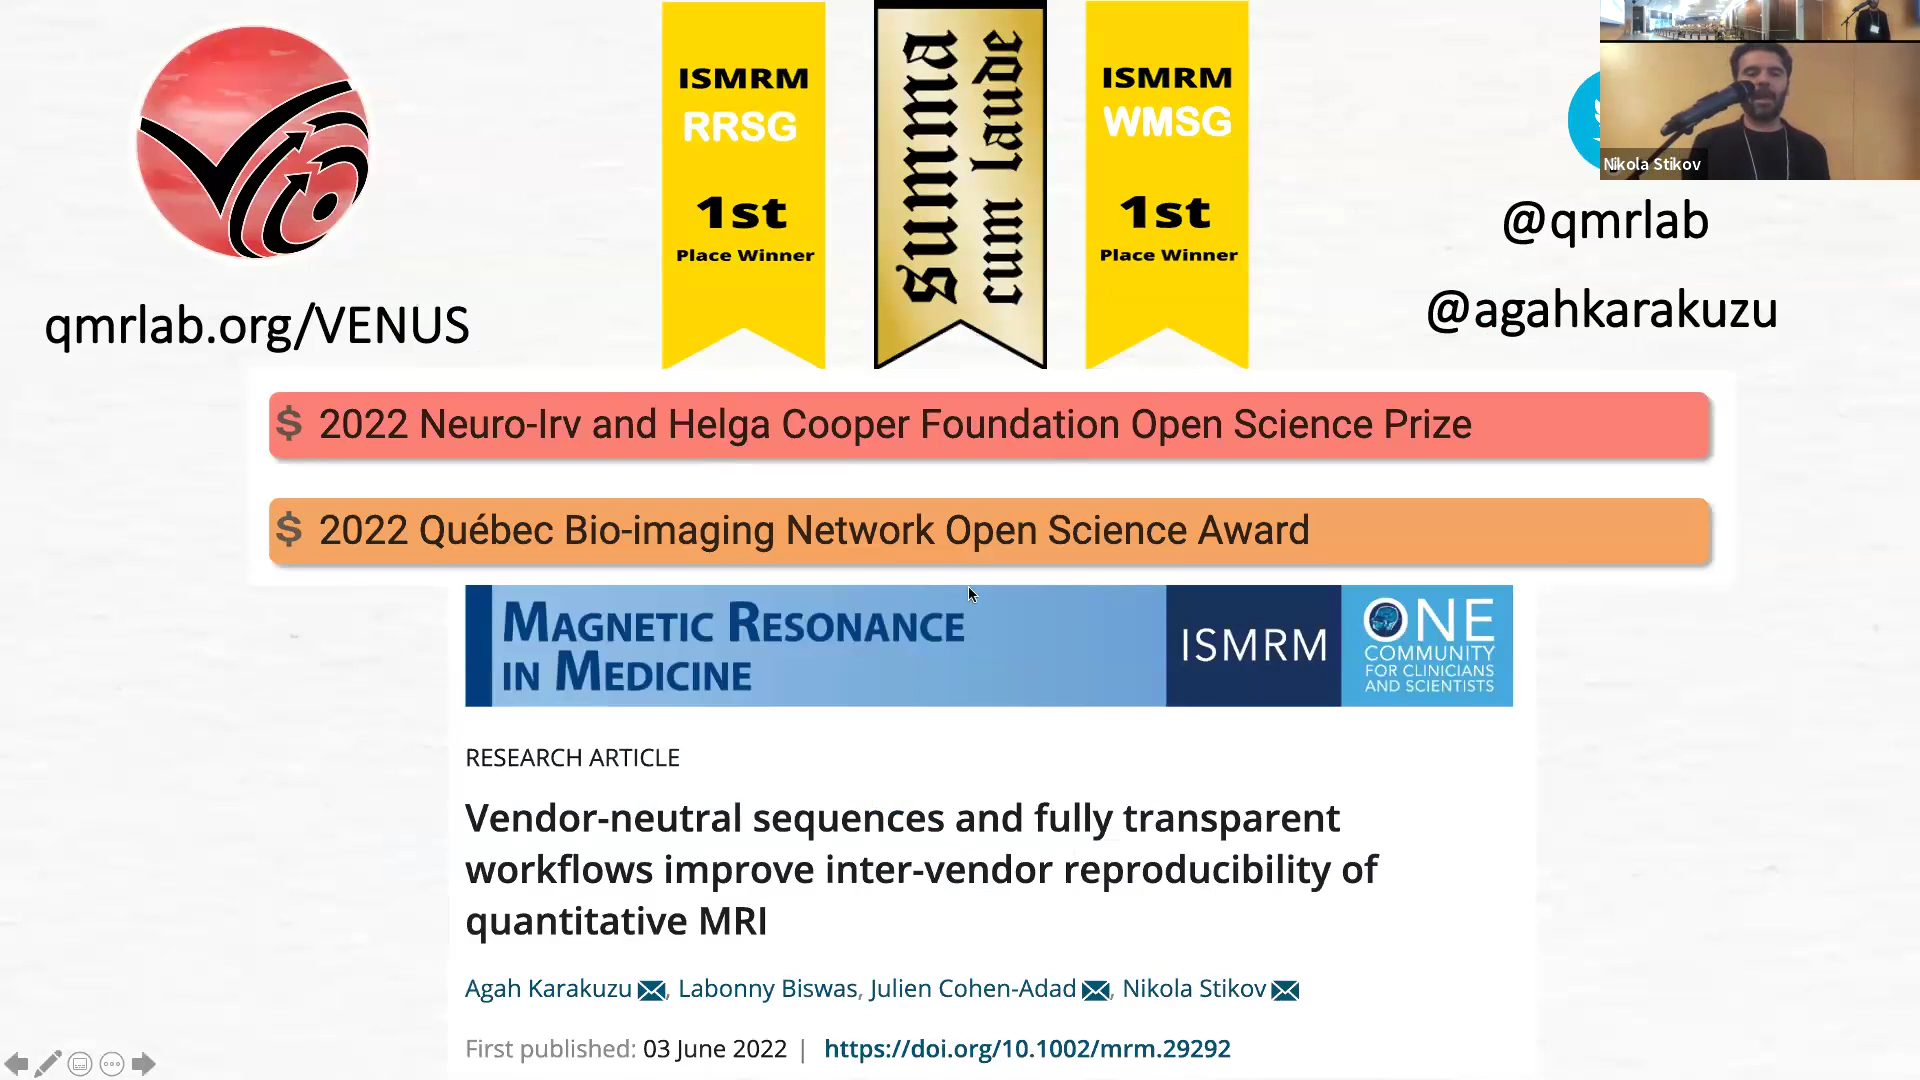 qmrlab.org/VENUS
ISMRM
RRSG
1st
Place Winner
Summa
cum laude
ISMRM
WMSG
1st
Place Winner
Nikola Stikov
@qmrlab
@agahkarakuzu
$ 2022 Neuro-Irv and Helga Cooper Foundation Open Science Prize
$ 2022 Québec Bio-imaging Network Open Science Award
MAGNETIC RESONANCE
IN MEDICINE
ISMRM
ONE
COMMUNITY
FOR CLINICIANS
AND SCIENTISTS
RESEARCH ARTICLE
Vendor-neutral sequences and fully transparent
workflows improve inter-vendor reproducibility of
quantitative MRI
Agah Karakuzu, Labonny Biswas, Julien Cohen-Adad, Nikola Stikov
First published: 03 June 2022 | https://doi.org/10.1002/mrm.29292